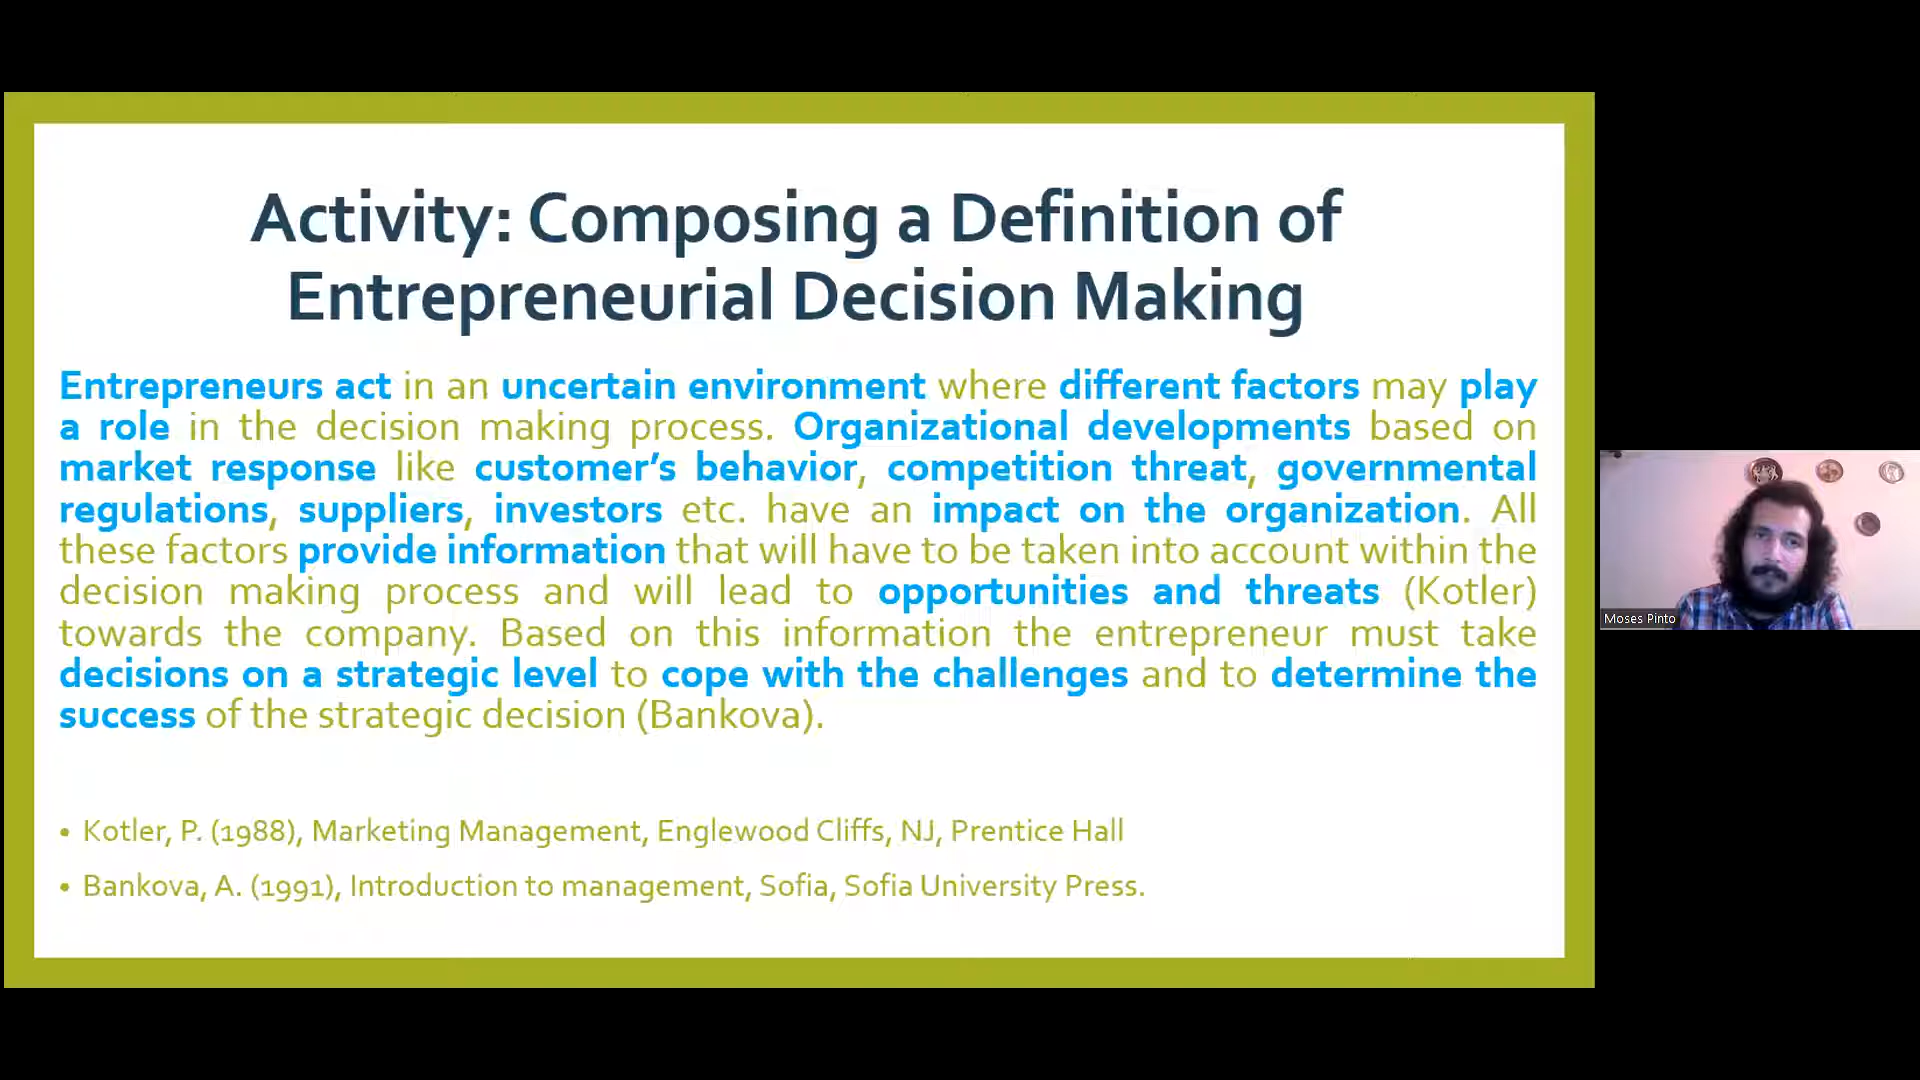 Activity: Composing a Definition of
Entrepreneurial Decision Making
Entrepreneurs act in an uncertain environment where different factors may play
a role in the decision making process. Organizational developments based on
market response like customer’s behavior, competition threat, governmental
regulations, suppliers, investors etc. have an impact on the organization. All
these factors provide information that will have to be taken into account within the
decision making process and will lead to opportunities and threats (Kotler)
towards the company. Based on this information the entrepreneur must take
decisions on a strategic level to cope with the challenges and to determine the
success of the strategic decision (Bankova).
• Kotler, P. (1988), Marketing Management, Englewood Cliffs, NJ, Prentice Hall
• Bankova, A. (1991), Introduction to management, Sofia, Sofia University Press.
Moses Pinto